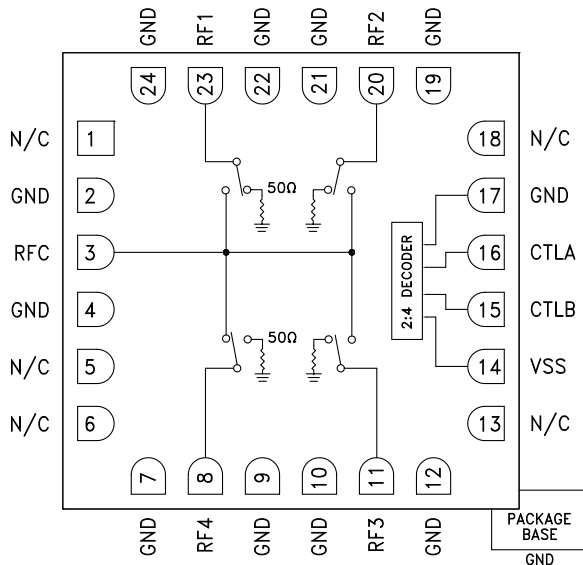 GND
RF1
GND
GND
RF2
GND
24
23
22
21
20
19
N/C
1
18
N/C
GND
2
50Ω
17
GND
RFC
3
2:4 DECODER
16
CTLA
GND
4
15
CTLB
N/C
5
50Ω
14
VSS
N/C
6
13
N/C
7
8
9
10
11
12
GND
RF4
GND
GND
RF3
GND
PACKAGE
BASE
GND